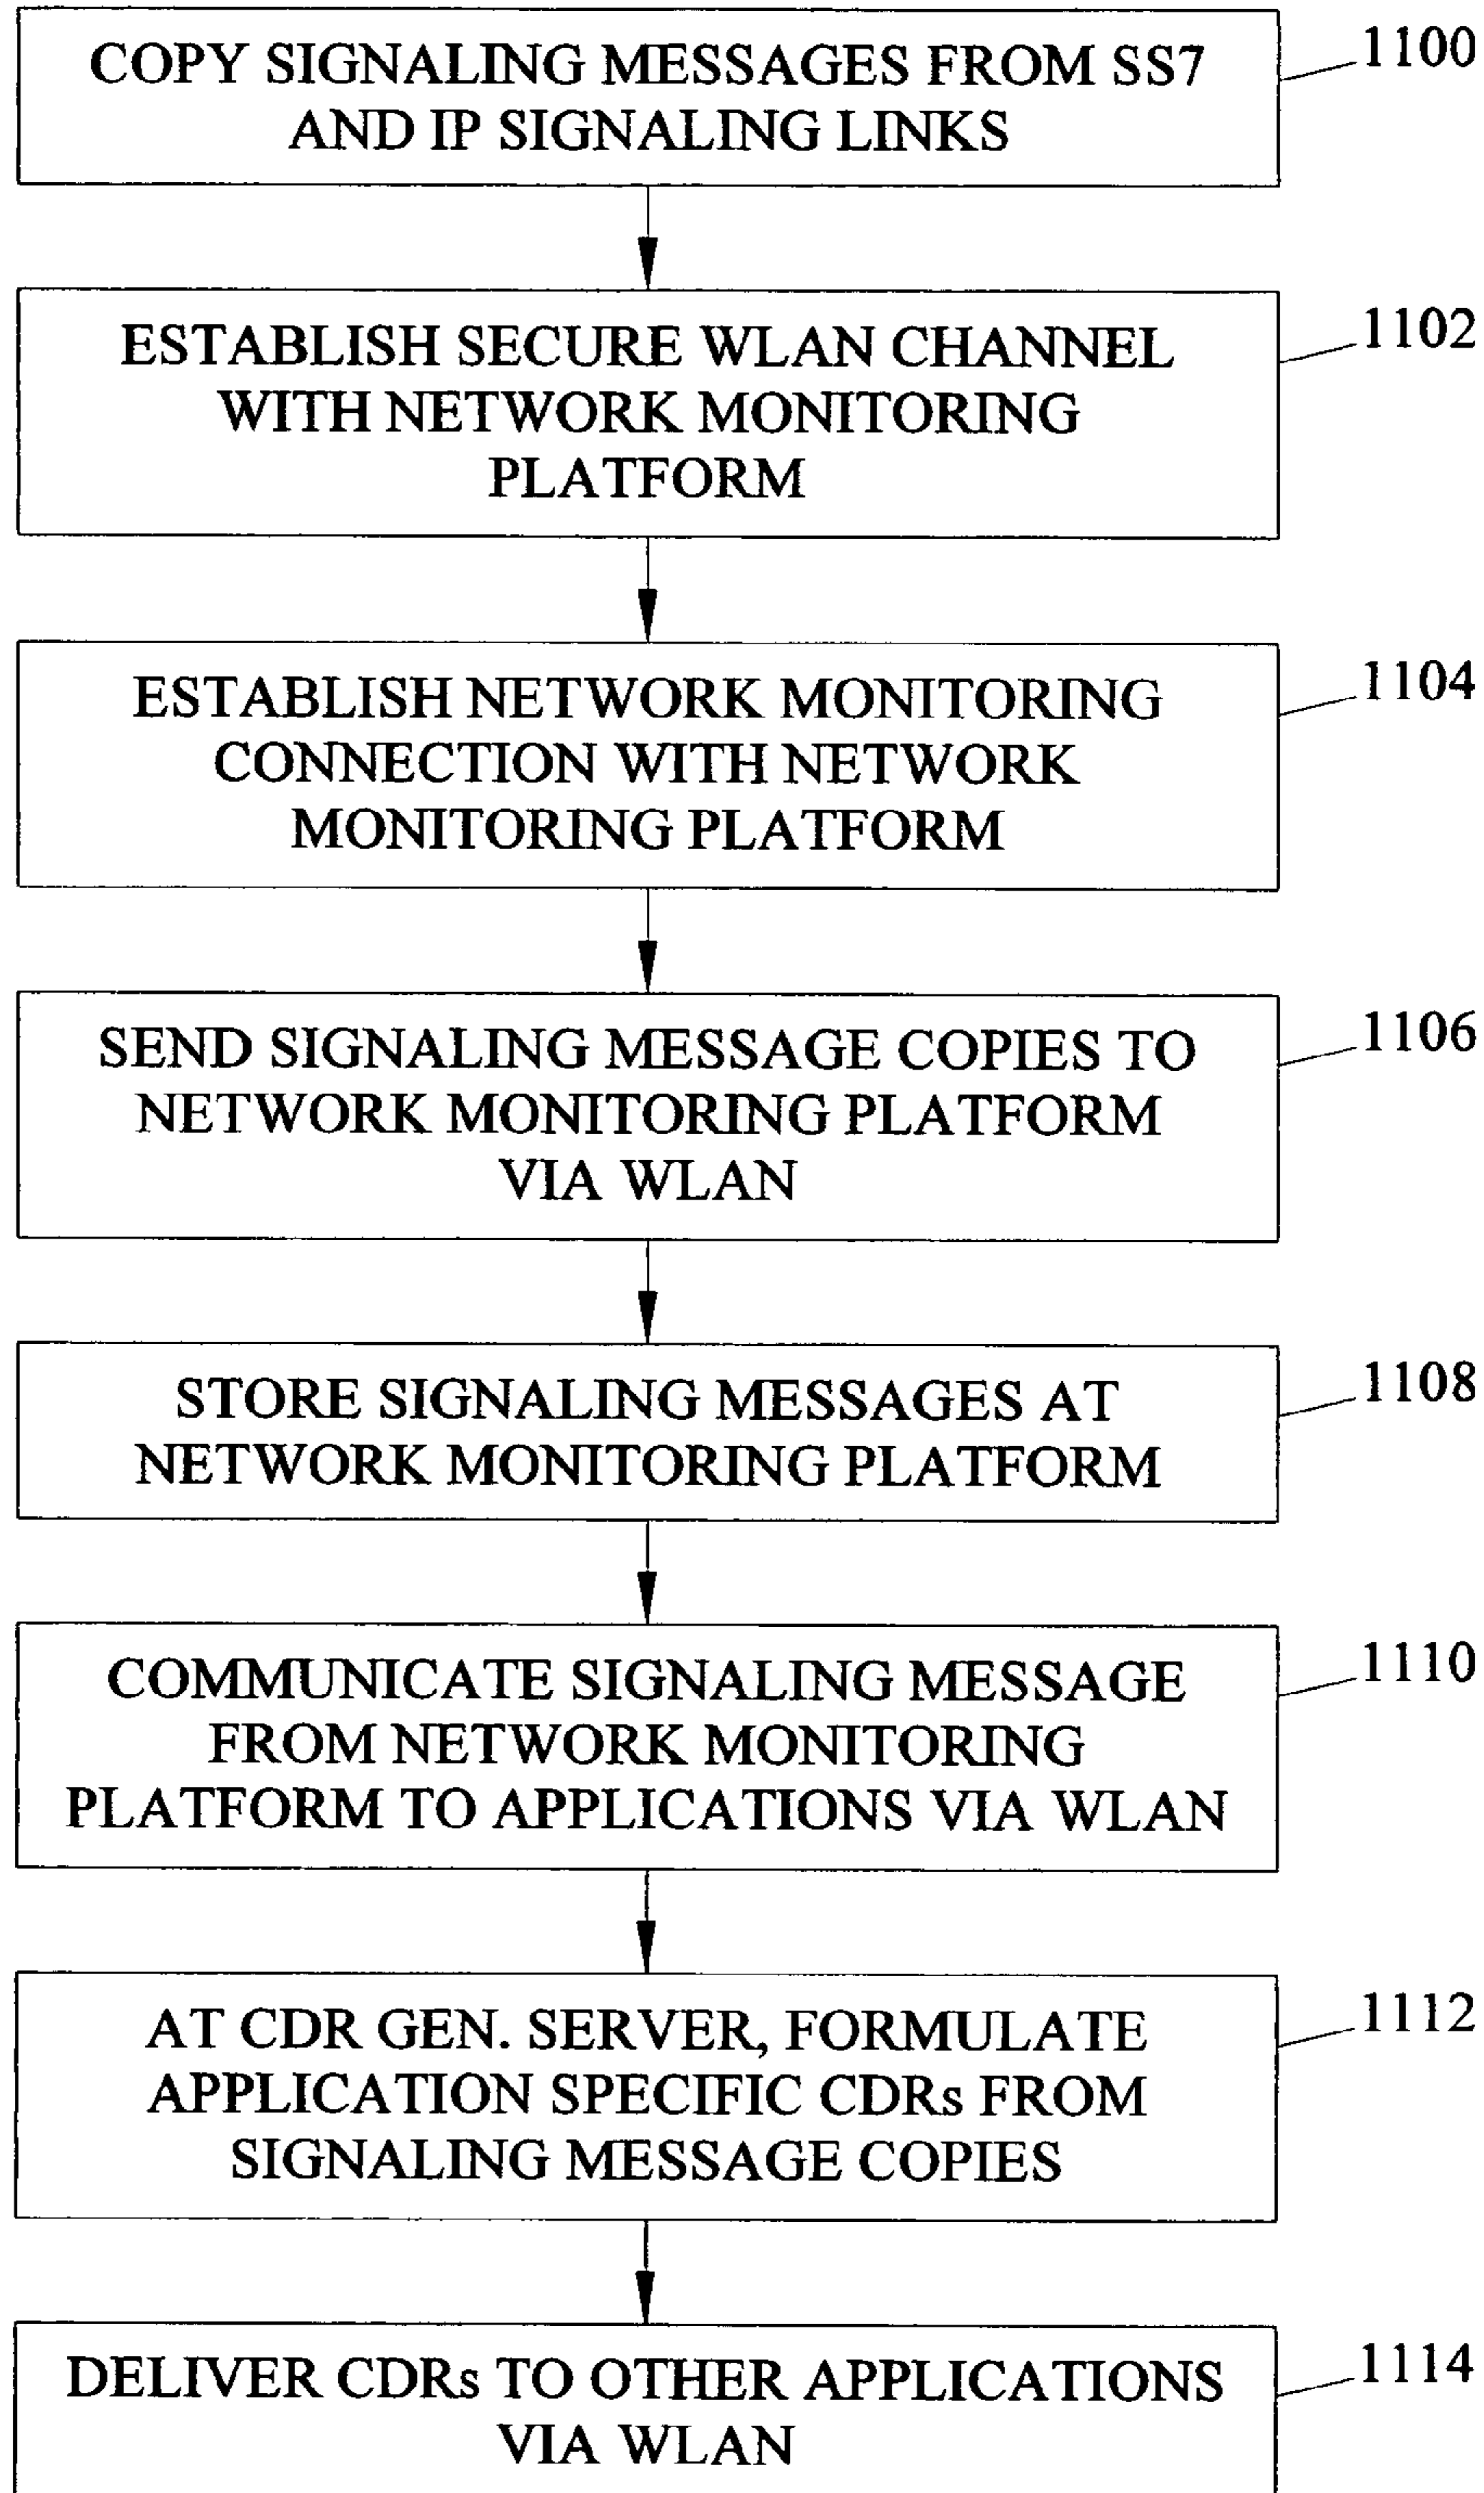 COPY SIGNALING MESSAGES FROM SS7
AND IP SIGNALING LINKS
1100
ESTABLISH SECURE WLAN CHANNEL
WITH NETWORK MONITORING
PLATFORM
1102
ESTABLISH NETWORK MONITORING
CONNECTION WITH NETWORK
MONITORING PLATFORM
1104
SEND SIGNALING MESSAGE COPIES TO
NETWORK MONITORING PLATFORM
VIA WLAN
1106
STORE SIGNALING MESSAGES AT
NETWORK MONITORING PLATFORM
1108
COMMUNICATE SIGNALING MESSAGE
FROM NETWORK MONITORING
PLATFORM TO APPLICATIONS VIA WLAN
1110
AT CDR GEN. SERVER, FORMULATE
APPLICATION SPECIFIC CDRs FROM
SIGNALING MESSAGE COPIES
1112
DELIVER CDRs TO OTHER APPLICATIONS
VIA WLAN
1114